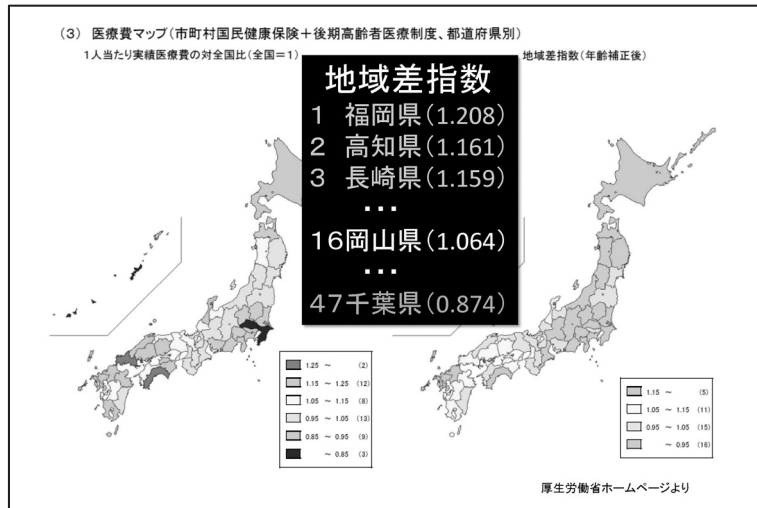 （3） 医療費マップ（市町村国民健康保険＋後期高齢者医療制度、都道府県別）
1人当たり実績医療費の対全国比（全国＝1）
地域差指数（年齢補正後）
地域差指数
1 福岡県（1.208）
2 高知県（1.161）
3 長崎県（1.159）
…
16岡山県（1.064）
…
47千葉県（0.874）
1.25 ～ （2）
1.15 ～ 1.25 （12）
1.05 ～ 1.15 （8）
0.95 ～ 1.05 （13）
0.85 ～ 0.95 （9）
～ 0.85 （3）
1.15 ～ （5）
1.05 ～ 1.15 （11）
0.95 ～ 1.05 （15）
～ 0.95 （16）
厚生労働省ホームページより